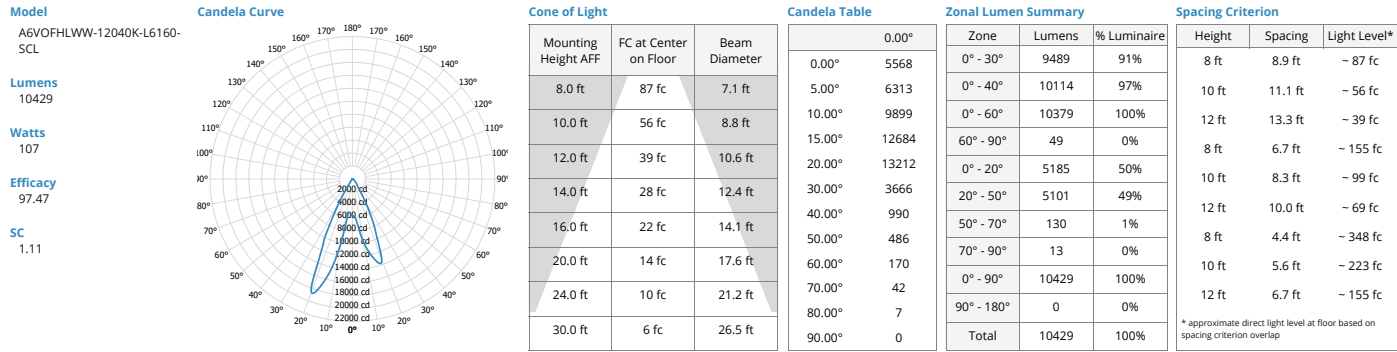 Model
A6VOFHLWW-12040K-L6160-
SCL
Lumens
10429
Watts
107
Efficacy
97.47
SC
1.11
Candela Curve
180°
170° 170°
160° 160°
150° 150°
140° 140°
130° 130°
120° 120°
110° 110°
100° 100°
90° 90°
80° 80°
70° 70°
60° 60°
50° 50°
40° 40°
30° 30°
20° 20°
10° 10°
0°
2000 cd
4000 cd
6000 cd
8000 cd
10000 cd
12000 cd
14000 cd
16000 cd
18000 cd
20000 cd
22000 cd
Cone of Light
Mounting Height AFF FC at Center on Floor Beam Diameter
8.0 ft 87 fc 7.1 ft
10.0 ft 56 fc 8.8 ft
12.0 ft 39 fc 10.6 ft
14.0 ft 28 fc 12.4 ft
16.0 ft 22 fc 14.1 ft
20.0 ft 14 fc 17.6 ft
24.0 ft 10 fc 21.2 ft
30.0 ft 6 fc 26.5 ft
Candela Table
0.00°
0.00° 5568
5.00° 6313
10.00° 9899
15.00° 12684
20.00° 13212
30.00° 3666
40.00° 990
50.00° 486
60.00° 170
70.00° 42
80.00° 7
90.00° 0
Zonal Lumen Summary
Zone Lumens % Luminaire
0° - 30° 9489 91%
0° - 40° 10114 97%
0° - 60° 10379 100%
60° - 90° 49 0%
0° - 20° 5185 50%
20° - 50° 5101 49%
50° - 70° 130 1%
70° - 90° 13 0%
0° - 90° 10429 100%
90° - 180° 0 0%
Total 10429 100%
Spacing Criterion
Height Spacing Light Level*
8 ft 8.9 ft ~ 87 fc
10 ft 11.1 ft ~ 56 fc
12 ft 13.3 ft ~ 39 fc
8 ft 6.7 ft ~ 155 fc
10 ft 8.3 ft ~ 99 fc
12 ft 10.0 ft ~ 69 fc
8 ft 4.4 ft ~ 348 fc
10 ft 5.6 ft ~ 223 fc
12 ft 6.7 ft ~ 155 fc
* approximate direct light level at floor based on
spacing criterion overlap